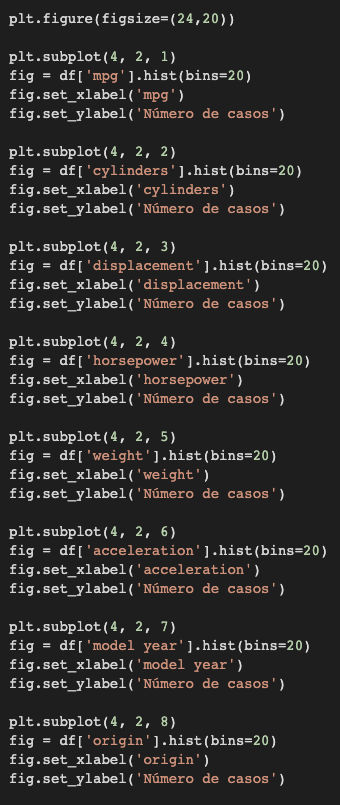 plt.figure(figsize=(24,20))

plt.subplot(4, 2, 1)
fig = df['mpg'].hist(bins=20)
fig.set_xlabel('mpg')
fig.set_ylabel('Número de casos')

plt.subplot(4, 2, 2)
fig = df['cylinders'].hist(bins=20)
fig.set_xlabel('cylinders')
fig.set_ylabel('Número de casos')

plt.subplot(4, 2, 3)
fig = df['displacement'].hist(bins=20)
fig.set_xlabel('displacement')
fig.set_ylabel('Número de casos')

plt.subplot(4, 2, 4)
fig = df['horsepower'].hist(bins=20)
fig.set_xlabel('horsepower')
fig.set_ylabel('Número de casos')

plt.subplot(4, 2, 5)
fig = df['weight'].hist(bins=20)
fig.set_xlabel('weight')
fig.set_ylabel('Número de casos')

plt.subplot(4, 2, 6)
fig = df['acceleration'].hist(bins=20)
fig.set_xlabel('acceleration')
fig.set_ylabel('Número de casos')

plt.subplot(4, 2, 7)
fig = df['model year'].hist(bins=20)
fig.set_xlabel('model year')
fig.set_ylabel('Número de casos')

plt.subplot(4, 2, 8)
fig = df['origin'].hist(bins=20)
fig.set_xlabel('origin')
fig.set_ylabel('Número de casos')